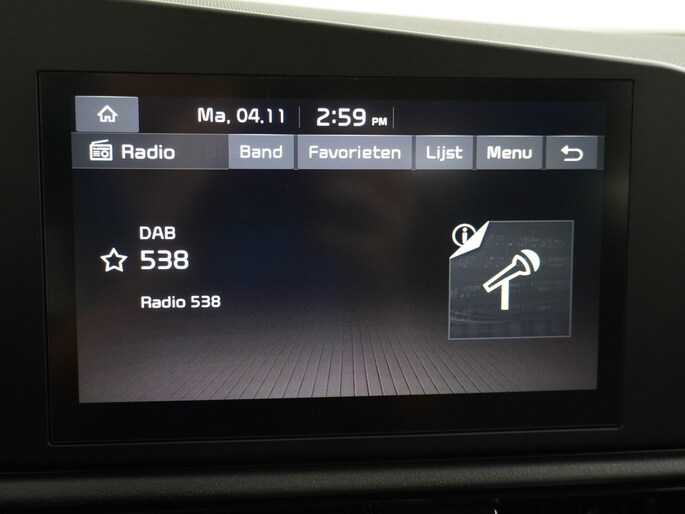 Ma, 04.11 2:59 PM
Radio Band Favorieten Lijst Menu
DAB
538
Radio 538